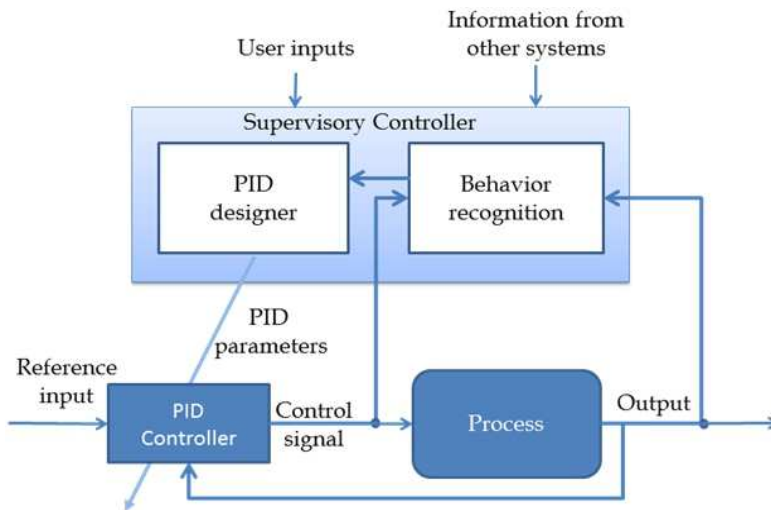 User inputs
Information from
other systems
Supervisory Controller
PID
designer
Behavior
recognition
PID
parameters
Reference
input
PID
Controller
Control
signal
Process
Output